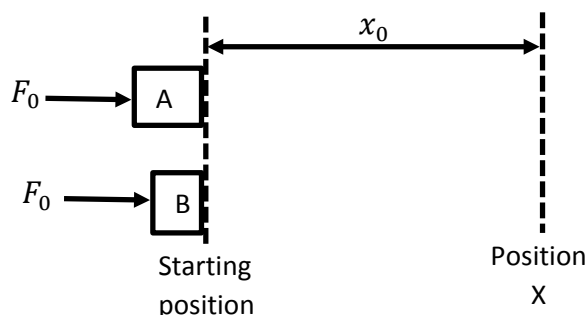 x₀
F₀
A
F₀
B
Starting
position
Position
X